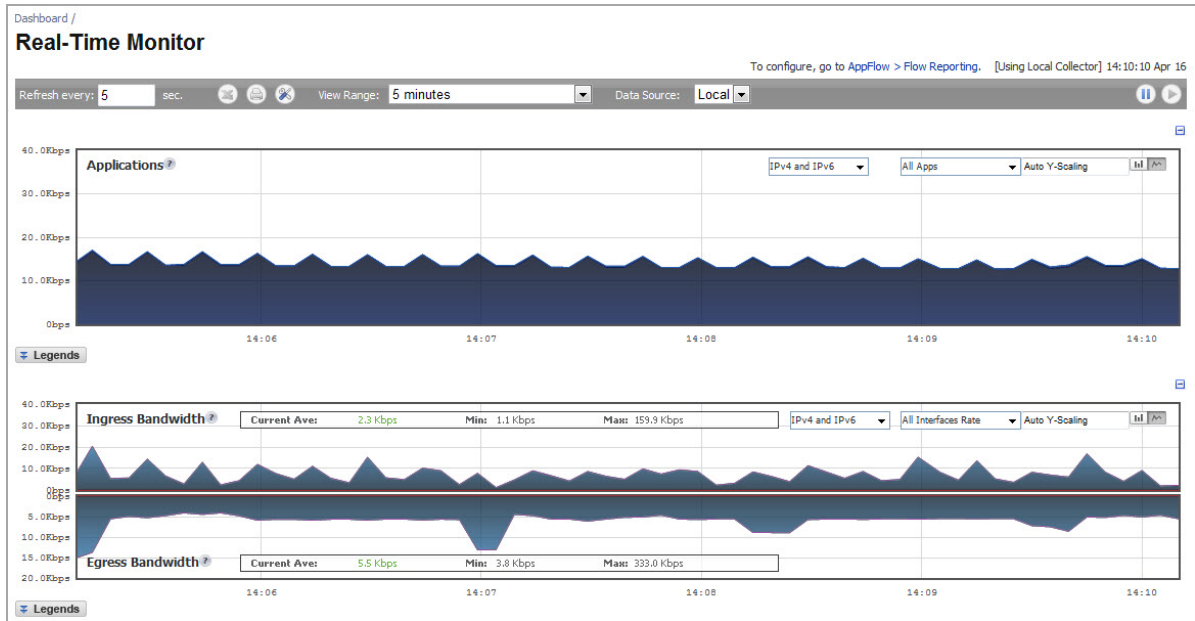 Dashboard /
Real-Time Monitor
To configure, go to AppFlow > Flow Reporting. [Using Local Collector] 14:10:10 Apr 16
Refresh every: 5 sec. View Range: 5 minutes Data Source: Local
40.0Kbps
Applications ? IPv4 and IPv6 All Apps Auto Y-Scaling
30.0Kbps
20.0Kbps
10.0Kbps
0bps
14:06 14:07 14:08 14:09 14:10
Legends
40.0Kbps
Ingress Bandwidth ? Current Ave: 2.3 Kbps Min: 1.1 Kbps Max: 159.9 Kbps IPv4 and IPv6 All Interfaces Rate Auto Y-Scaling
30.0Kbps
20.0Kbps
10.0Kbps
0bps
0bps
5.0Kbps
10.0Kbps
15.0Kbps
Egress Bandwidth ? Current Ave: 5.5 Kbps Min: 3.8 Kbps Max: 333.0 Kbps
20.0Kbps
14:06 14:07 14:08 14:09 14:10
Legends